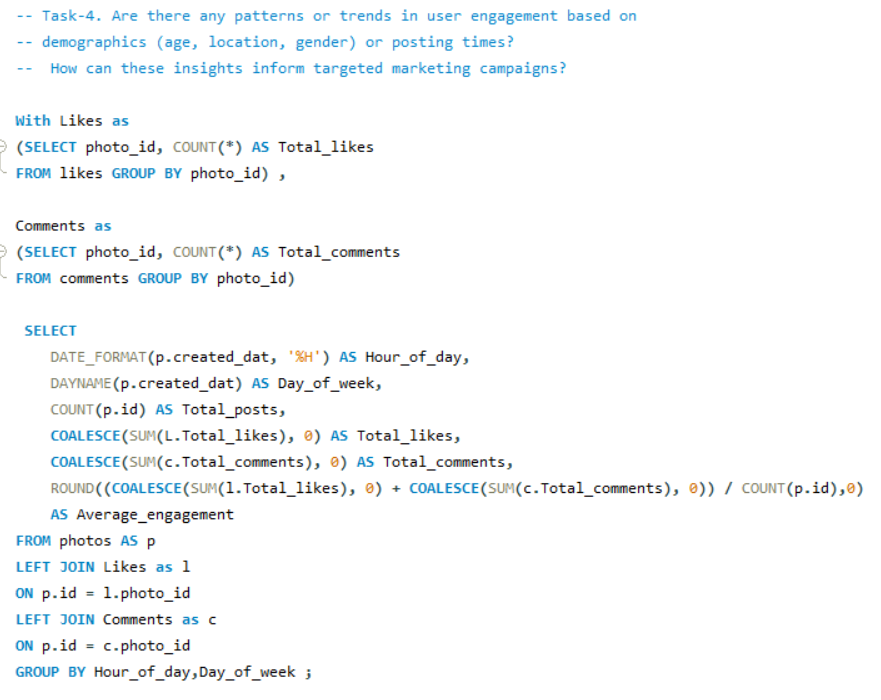 -- Task-4. Are there any patterns or trends in user engagement based on
-- demographics (age, location, gender) or posting times?
--  How can these insights inform targeted marketing campaigns?
With Likes as
(SELECT photo_id, COUNT(*) AS Total_likes
FROM likes GROUP BY photo_id) ,
Comments as
(SELECT photo_id, COUNT(*) AS Total_comments
FROM comments GROUP BY photo_id)
SELECT
DATE_FORMAT(p.created_dat, '%H') AS Hour_of_day,
DAYNAME(p.created_dat) AS Day_of_week,
COUNT(p.id) AS Total_posts,
COALESCE(SUM(L.Total_likes), 0) AS Total_likes,
COALESCE(SUM(c.Total_comments), 0) AS Total_comments,
ROUND((COALESCE(SUM(l.Total_likes), 0) + COALESCE(SUM(c.Total_comments), 0)) / COUNT(p.id),0)
AS Average_engagement
FROM photos AS p
LEFT JOIN Likes as l
ON p.id = l.photo_id
LEFT JOIN Comments as c
ON p.id = c.photo_id
GROUP BY Hour_of_day,Day_of_week ;